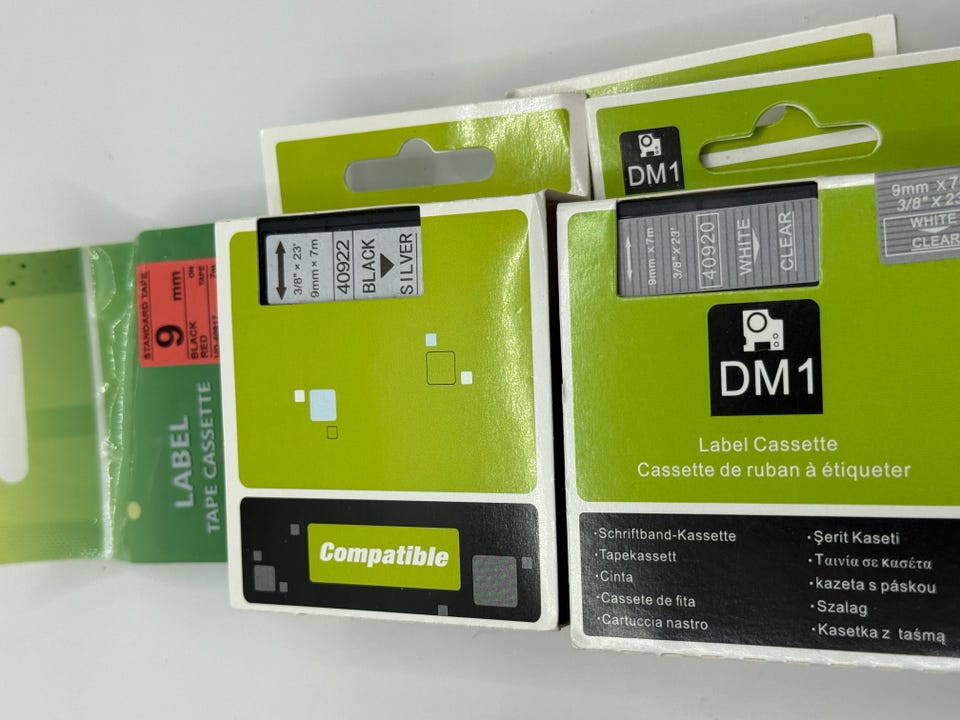 STANDARD TAPE
9
mm
BLACK
ON
RED
TAPE
LABEL
TAPE CASSETTE
3/8" × 23'
9mm × 7m
40922
BLACK
SILVER
Compatible
DM1
9mm x 7m
3/8" x 23'
40920
WHITE
CLEAR
9mm x 7
3/8" x 23
WHITE
CLEAR
DM1
Label Cassette
Cassette de ruban à étiqueter
·Schriftband-Kassette
·Tapekassett
·Cinta
·Cassete de fita
·Cartuccia nastro
·Şerit Kaseti
·Ταινία σε κασέτα
·kazeta s páskou
·Szalag
·Kasetka z taśmą